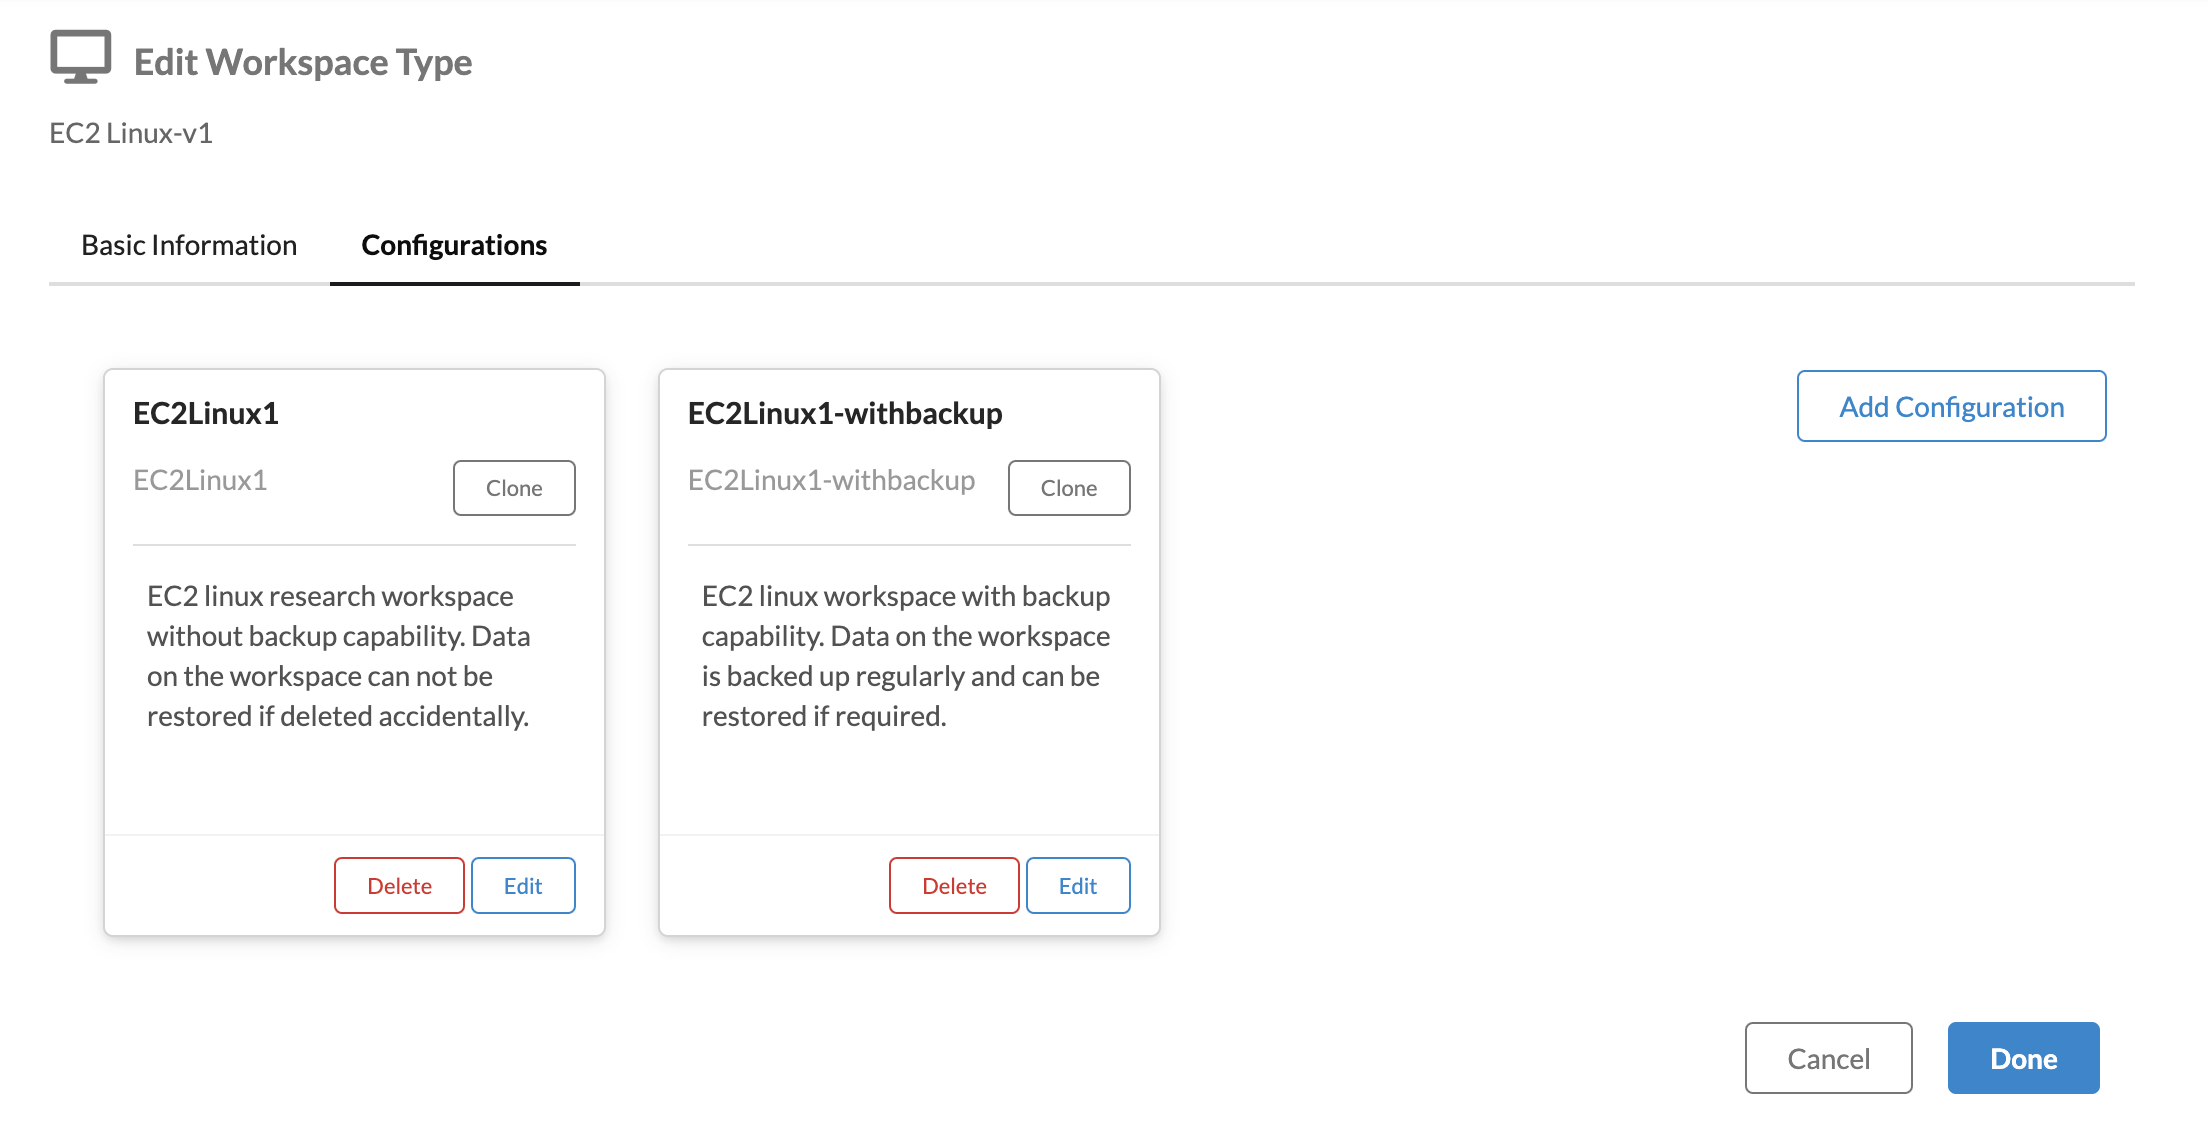 Edit Workspace Type
EC2 Linux-v1
Basic Information
Configurations
EC2Linux1
EC2Linux1
Clone
EC2 linux research workspace
without backup capability. Data
on the workspace can not be
restored if deleted accidentally.
Delete
Edit
EC2Linux1-withbackup
EC2Linux1-withbackup
Clone
EC2 linux workspace with backup
capability. Data on the workspace
is backed up regularly and can be
restored if required.
Delete
Edit
Add Configuration
Cancel
Done